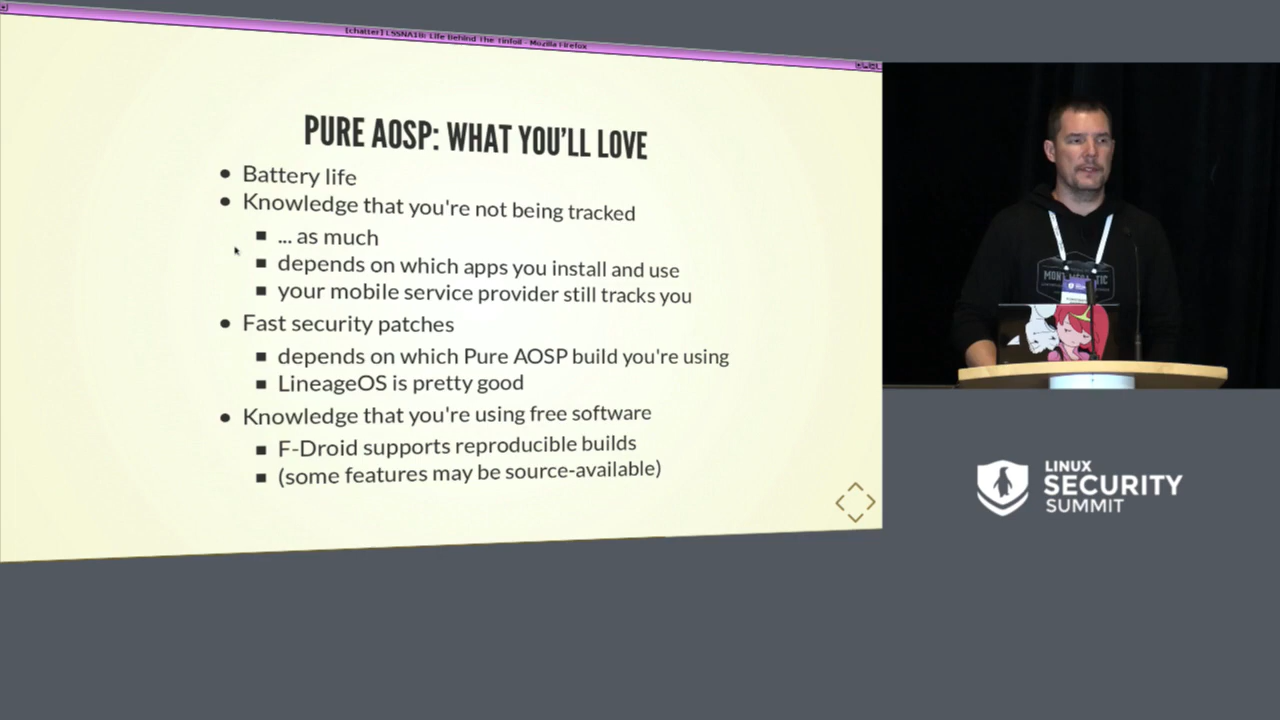 [chatter] LSSNA18: Life Behind The Tinfoil - Mozilla Firefox
PURE AOSP: WHAT YOU'LL LOVE
• Battery life
• Knowledge that you're not being tracked
▪ ... as much
▪ depends on which apps you install and use
▪ your mobile service provider still tracks you
• Fast security patches
▪ depends on which Pure AOSP build you're using
▪ LineageOS is pretty good
• Knowledge that you're using free software
▪ F-Droid supports reproducible builds
▪ (some features may be source-available)
LINUX
SECURITY
SUMMIT